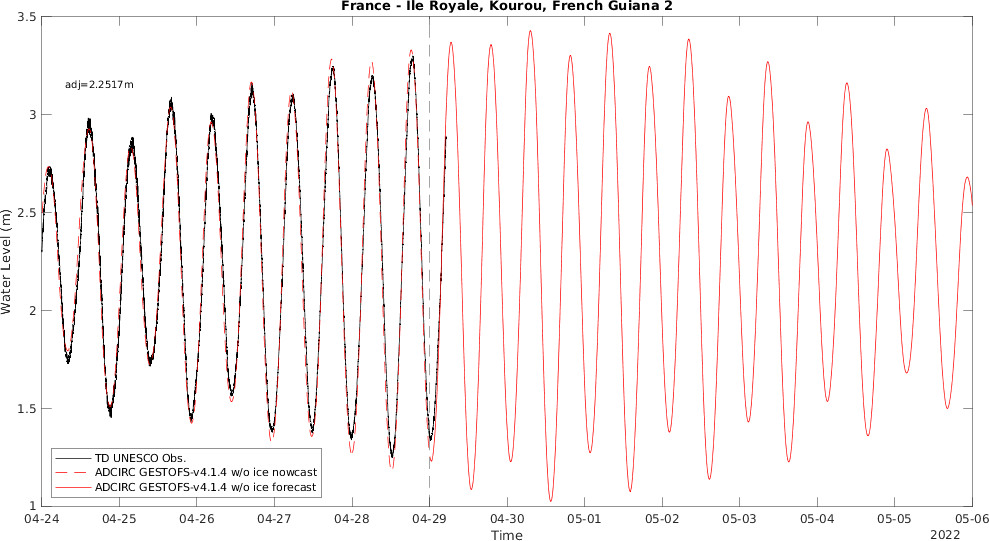 France - Ile Royale, Kourou, French Guiana 2
3.5
3
2.5
2
1.5
1
Water Level (m)
adj=2.2517m
TD UNESCO Obs.
ADCIRC GESTOFS-v4.1.4 w/o ice nowcast
ADCIRC GESTOFS-v4.1.4 w/o ice forecast
04-24 04-25 04-26 04-27 04-28 04-29 04-30 05-01 05-02 05-03 05-04 05-05 05-06
Time
2022